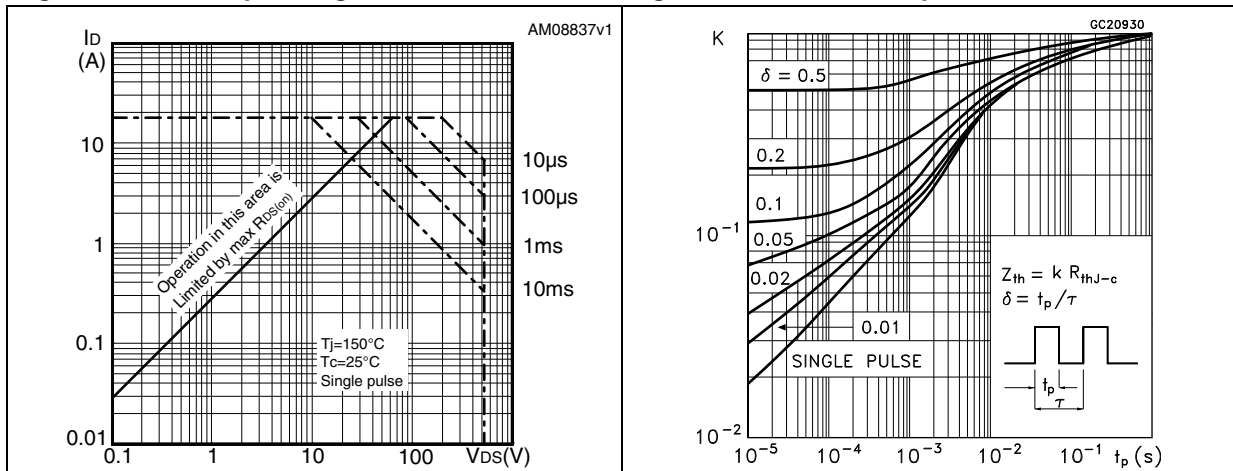 AM08837v1
ID
(A)
10
1
0.1
0.01
0.1
1
10
100
VDS(V)
10µs
100µs
1ms
10ms
Operation in this area is
Limited by max RDS(on)
Tj=150°C
Tc=25°C
Single pulse
GC20930
K
δ = 0.5
0.2
0.1
0.05
0.02
0.01
SINGLE PULSE
10⁻¹
10⁻²
Zth = k RthJ-c
δ = tp/τ
tp
τ
10⁻⁵
10⁻⁴
10⁻³
10⁻²
10⁻¹
tp (s)